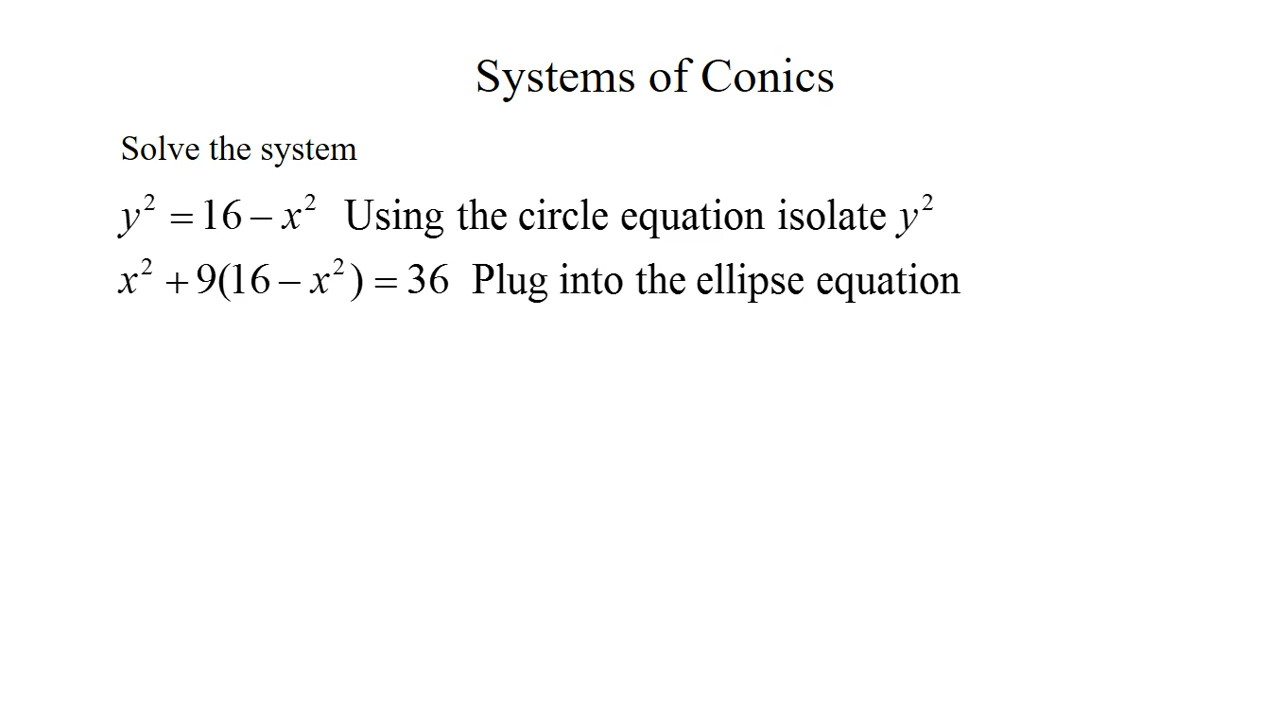 Systems of Conics
Solve the system
y² = 16 − x² Using the circle equation isolate y²
x² + 9(16 − x²) = 36 Plug into the ellipse equation